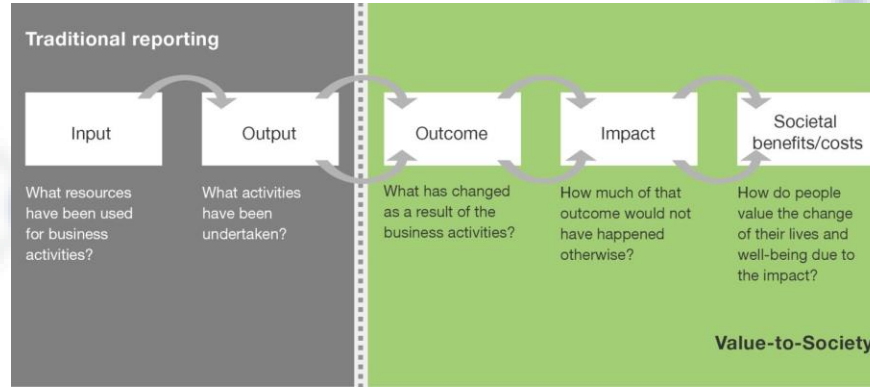 Traditional reporting
Input
Output
Outcome
Impact
Societal
benefits/costs
What resources
have been used
for business
activities?
What activities
have been
undertaken?
What has changed
as a result of the
business activities?
How much of that
outcome would not
have happened
otherwise?
How do people
value the change
of their lives and
well-being due to
the impact?
Value-to-Society